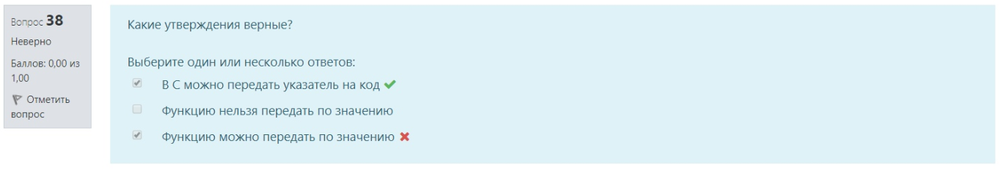 Вопрос 38
Неверно
Баллов: 0,00 из
1,00
Отметить
вопрос
Какие утверждения верные?
Выберите один или несколько ответов:
В С можно передать указатель на код
Функцию нельзя передать по значению
Функцию можно передать по значению